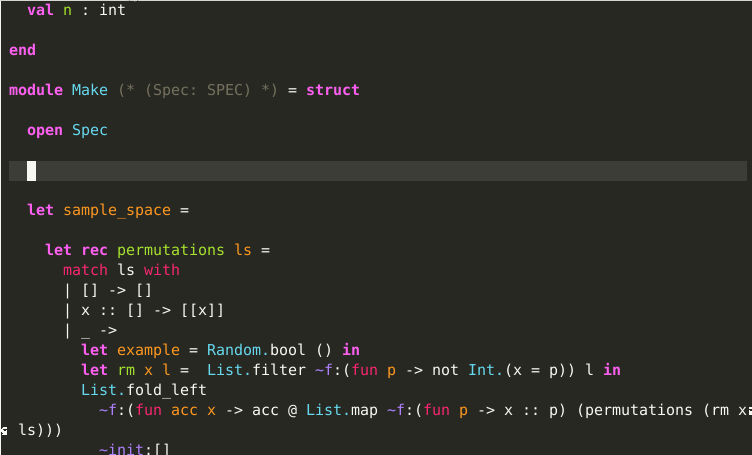 val n : int
end
module Make (* (Spec: SPEC) *) = struct
open Spec
let sample_space =
let rec permutations ls =
match ls with
| [] -> []
| x :: [] -> [[x]]
| _ ->
let example = Random.bool () in
let rm x l =  List.filter ~f:(fun p -> not Int.(x = p)) l in
List.fold_left
~f:(fun acc x -> acc @ List.map ~f:(fun p -> x :: p) (permutations (rm x
ls)))
~init:[]